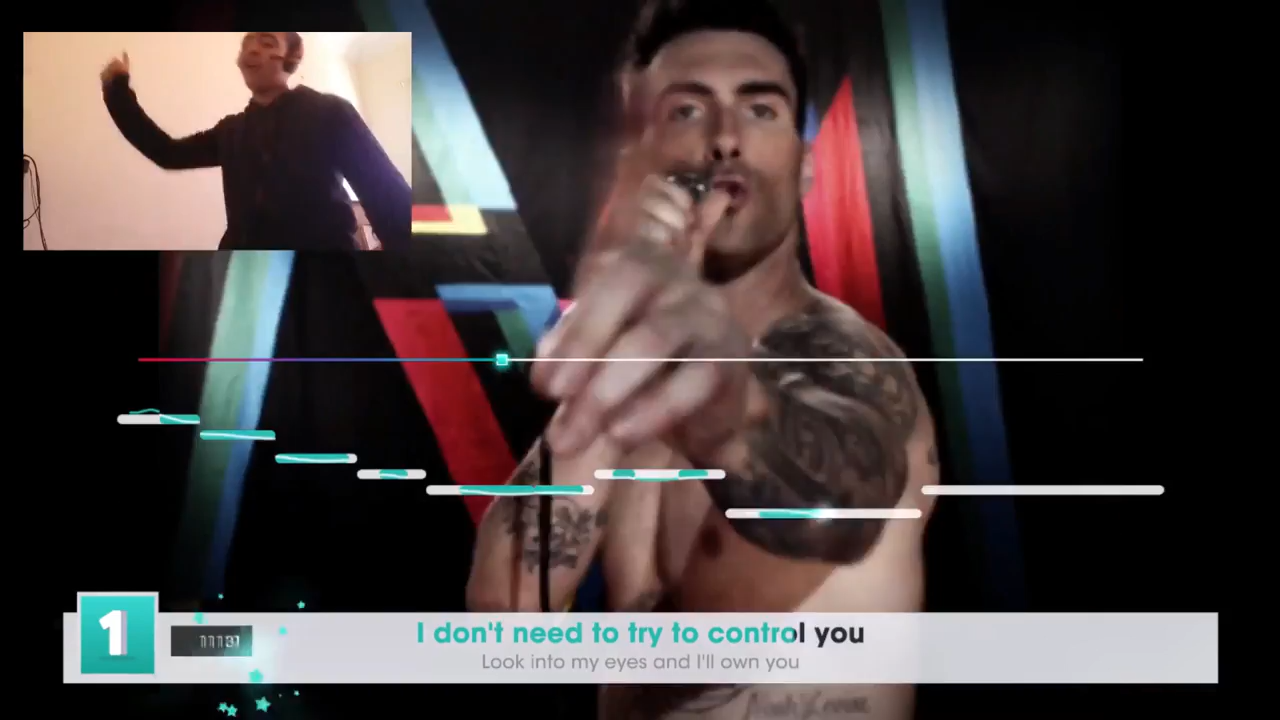 1
I don't need to try to control you
Look into my eyes and I'll own you